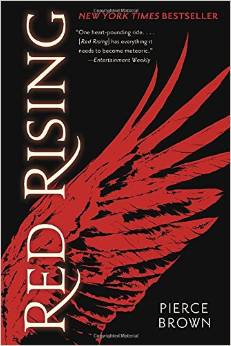 NEW YORK TIMES BESTSELLER
"One heart-pounding ride. . . .
[Red Rising] has everything it
needs to become meteoric."
—Entertainment Weekly
RED RISING
PIERCE
BROWN